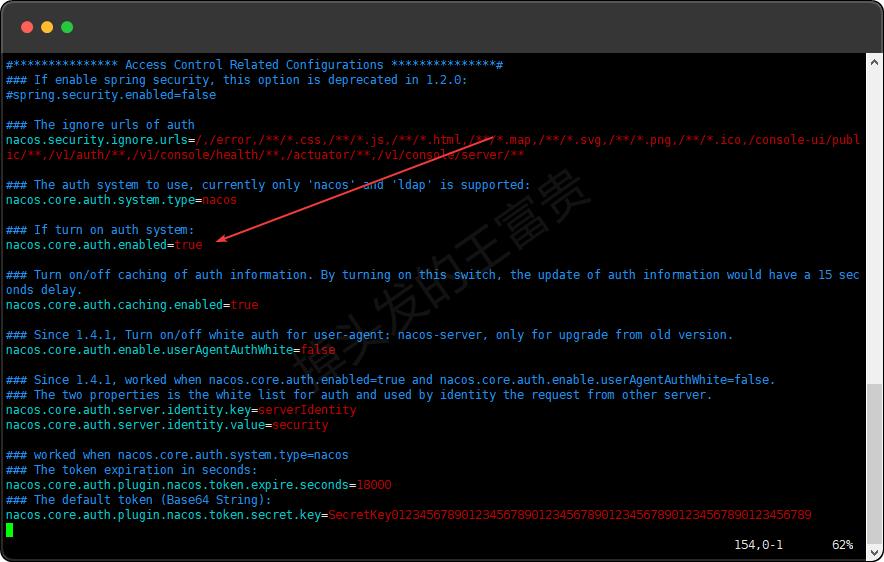 #*************** Access Control Related Configurations ***************#
### If enable spring security, this option is deprecated in 1.2.0:
#spring.security.enabled=false
### The ignore urls of auth
nacos.security.ignore.urls=/,/error,/**/*.css,/**/*.js,/**/*.html,/**/*.map,/**/*.svg,/**/*.png,/**/*.ico,/console-ui/publ
ic/**,/v1/auth/**,/v1/console/health/**,/actuator/**,/v1/console/server/**
### The auth system to use, currently only 'nacos' and 'ldap' is supported:
nacos.core.auth.system.type=nacos
### If turn on auth system:
nacos.core.auth.enabled=true
### Turn on/off caching of auth information. By turning on this switch, the update of auth information would have a 15 sec
onds delay.
nacos.core.auth.caching.enabled=true
### Since 1.4.1, Turn on/off white auth for user-agent: nacos-server, only for upgrade from old version.
nacos.core.auth.enable.userAgentAuthWhite=false
### Since 1.4.1, worked when nacos.core.auth.enabled=true and nacos.core.auth.enable.userAgentAuthWhite=false.
### The two properties is the white list for auth and used by identity the request from other server.
nacos.core.auth.server.identity.key=serverIdentity
nacos.core.auth.server.identity.value=security
### worked when nacos.core.auth.system.type=nacos
### The token expiration in seconds:
nacos.core.auth.plugin.nacos.token.expire.seconds=18000
### The default token (Base64 String):
nacos.core.auth.plugin.nacos.token.secret.key=SecretKey012345678901234567890123456789012345678901234567890123456789
154,0-1 62%
掉头发的王富贵